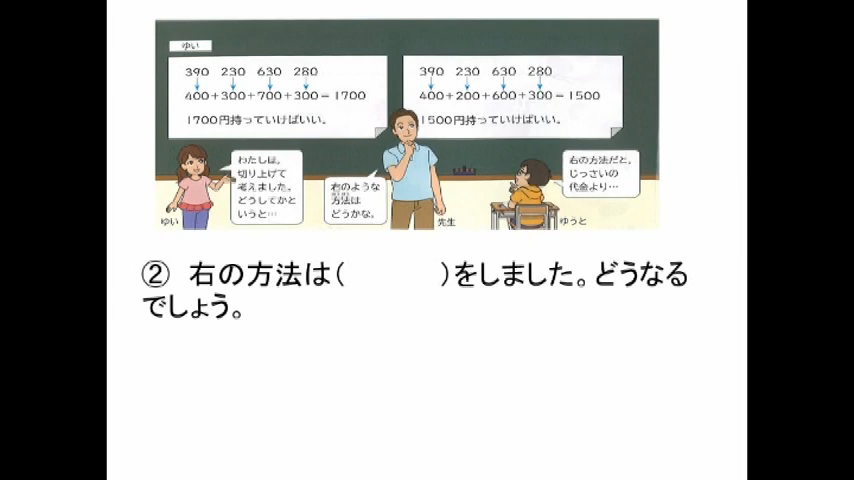 ゆい
390 230 630 280
400+300+700+300=1700
1700円持っていけばいい。
390 230 630 280
400+200+600+300=1500
1500円持っていけばいい。
わたしは、
切り上げて
考えました。
どうしてかと
いうと…
ゆい
右のような
方法は
どうかな。
先生
右の方法だと、
じっさいの
代金より…
ゆうと
② 右の方法は( )をしました。どうなる
でしょう。